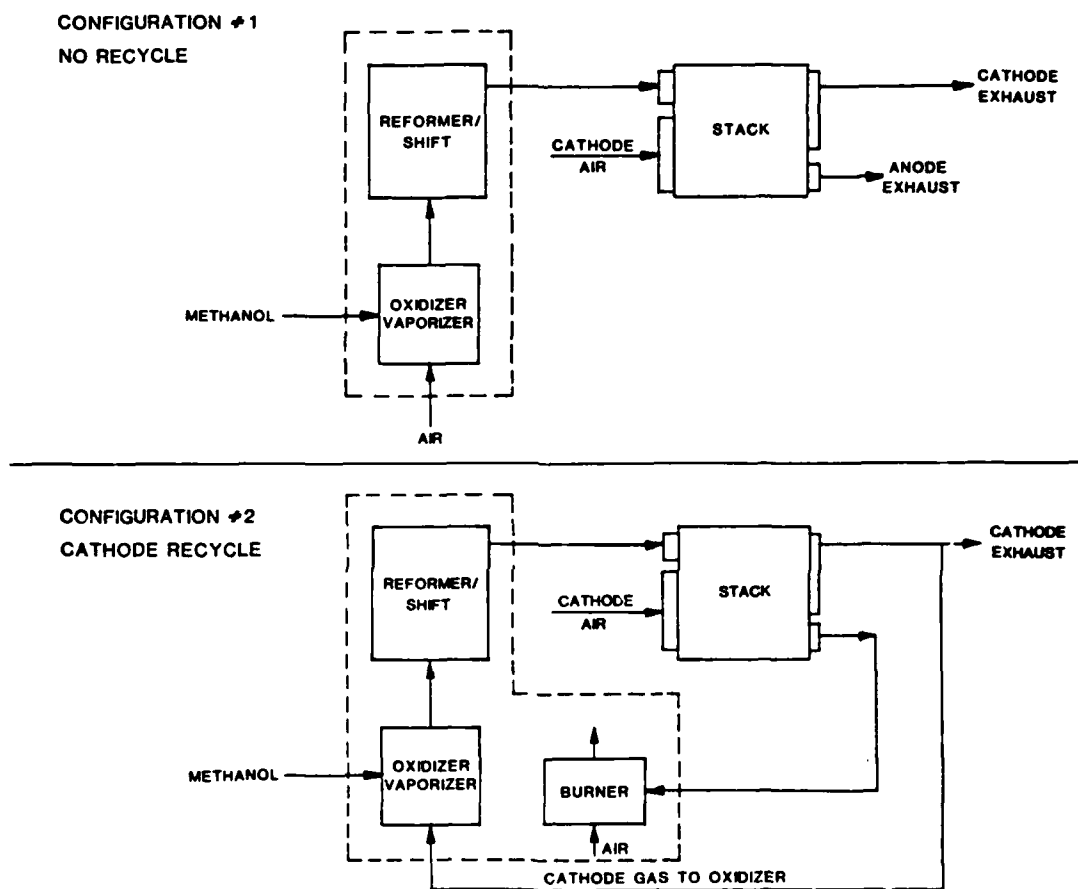 CONFIGURATION #1
NO RECYCLE
REFORMER/
SHIFT
STACK
CATHODE
EXHAUST
CATHODE
AIR
ANODE
EXHAUST
METHANOL
OXIDIZER
VAPORIZER
AIR
CONFIGURATION #2
CATHODE RECYCLE
REFORMER/
SHIFT
STACK
CATHODE
EXHAUST
CATHODE
AIR
METHANOL
OXIDIZER
VAPORIZER
BURNER
AIR
CATHODE GAS TO OXIDIZER